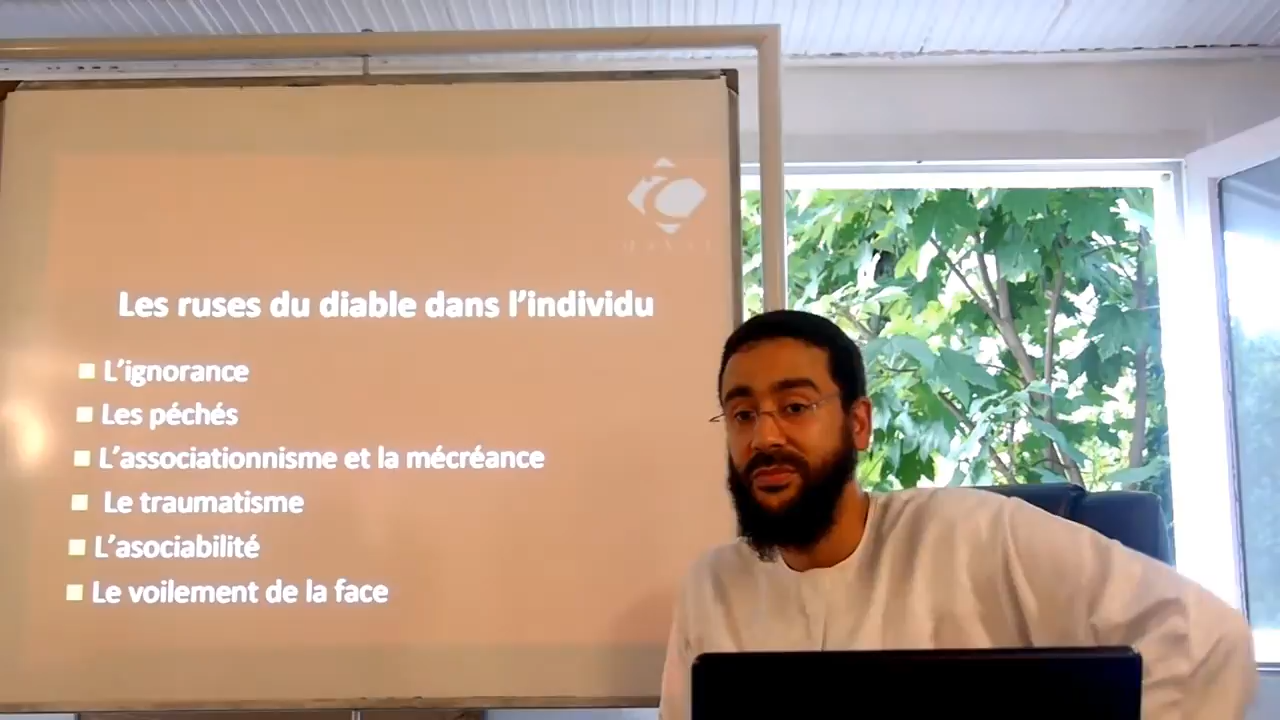 Les ruses du diable dans l'individu
L'ignorance
Les péchés
L'associationnisme et la mécréance
Le traumatisme
L'asociabilité
Le voilement de la face